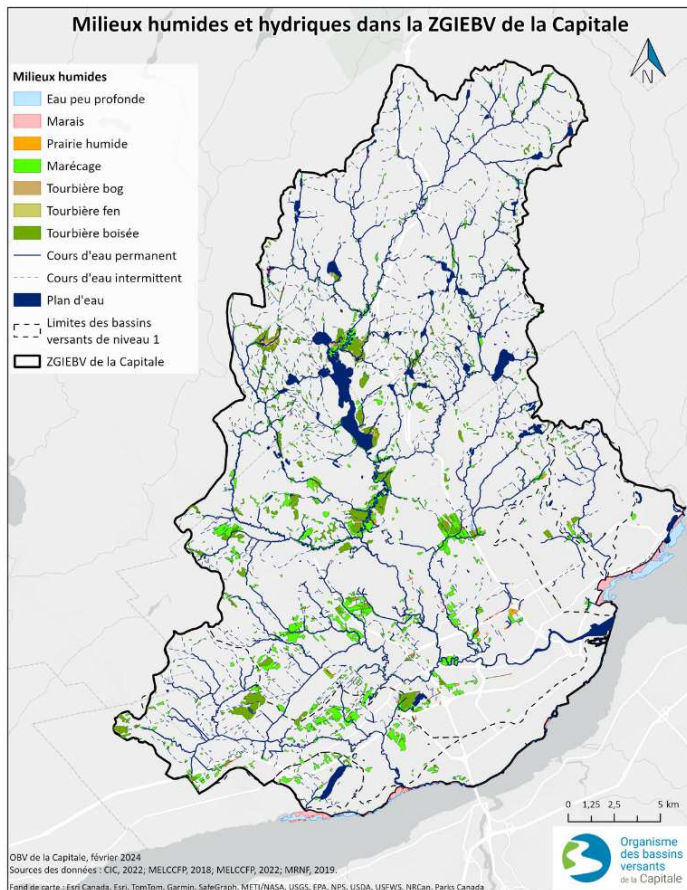 Milieux humides et hydriques dans la ZGIEBV de la Capitale
N
Milieux humides
Eau peu profonde
Marais
Prairie humide
Marécage
Tourbière bog
Tourbière fen
Tourbière boisée
Cours d'eau permanent
Cours d'eau intermittent
Plan d'eau
Limites des bassins
versants de niveau 1
ZGIEBV de la Capitale
0 1,25 2,5 5 km
OBV de la Capitale, février 2024
Sources des données : CIC, 2022; MELCCFP, 2018; MELCCFP, 2022; MRNF, 2019.
Fond de carte : Esri Canada, Esri, TomTom, Garmin, SafeGraph, METI/NASA, USGS, EPA, NPS, USDA, USFWS, NRCan, Parks Canada
Organisme
des bassins
versants
de la Capitale